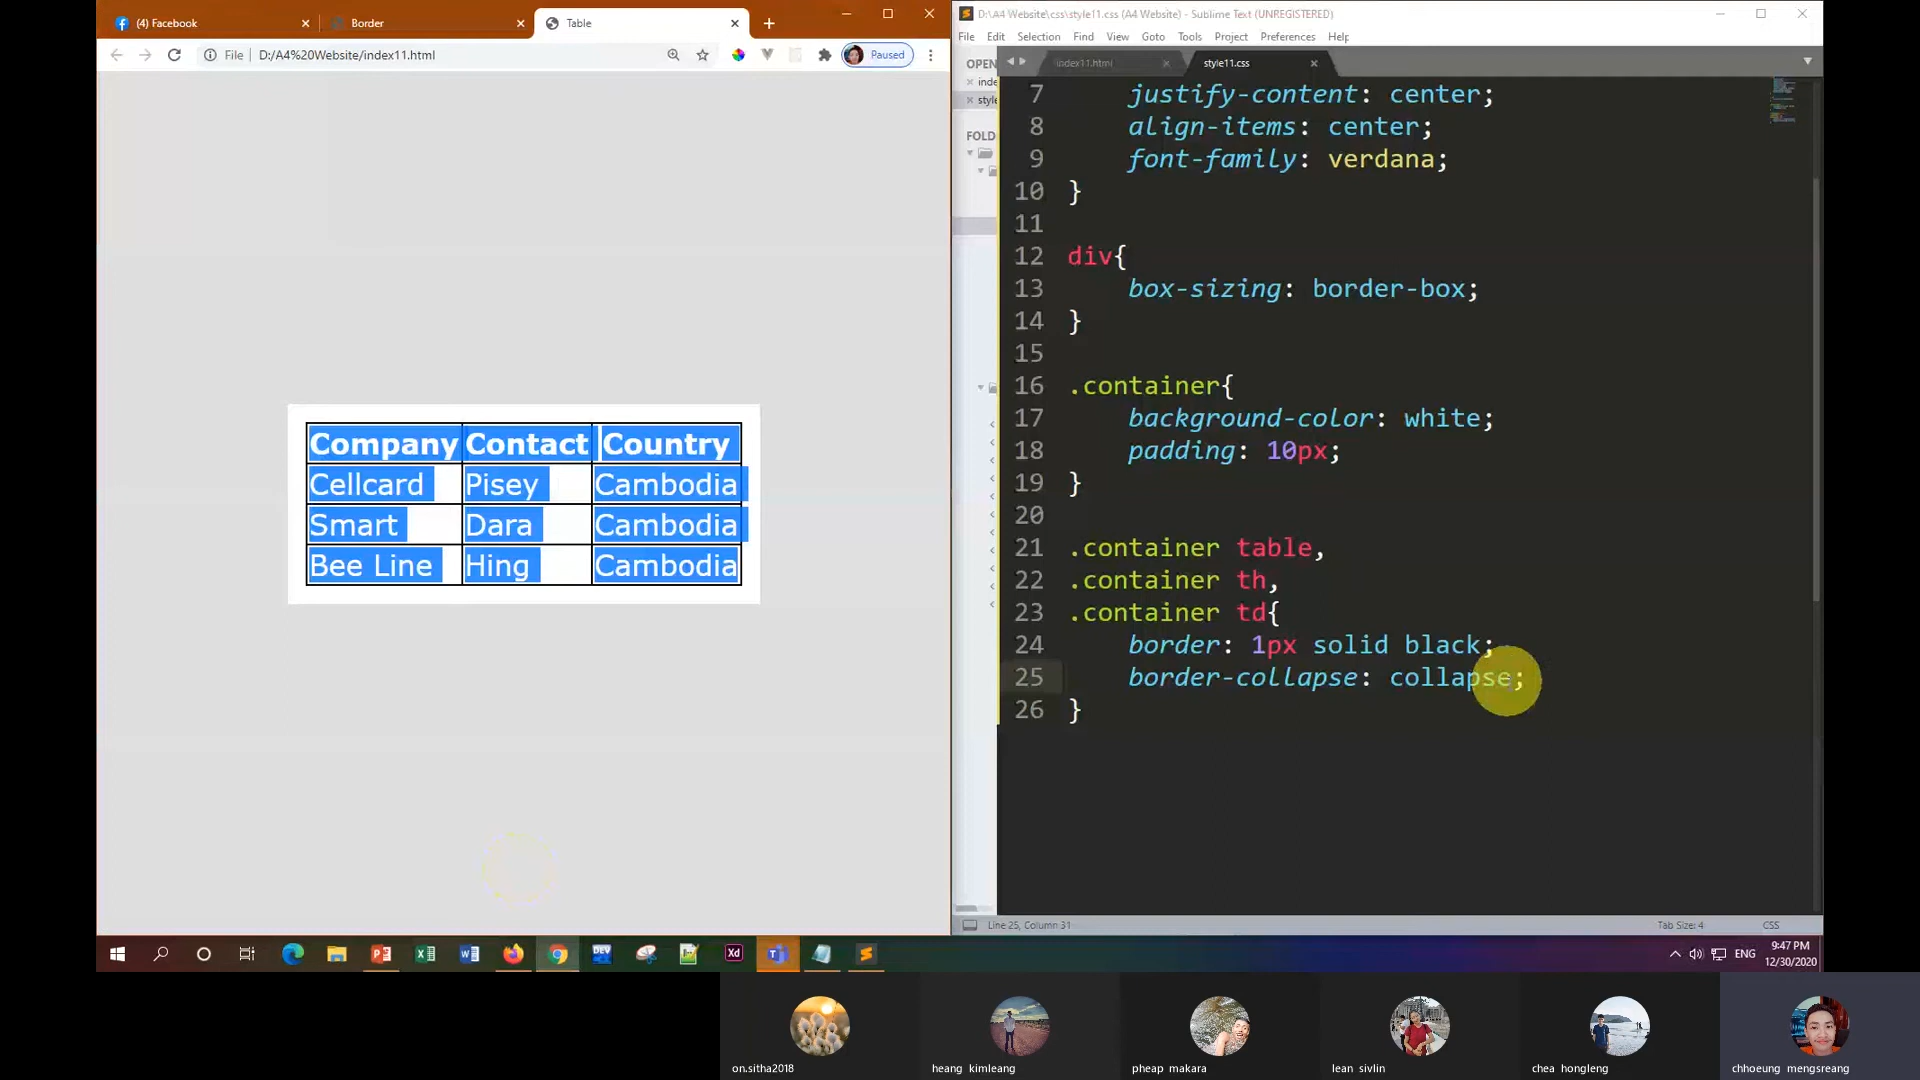 (4) Facebook
Border
Table
File
D:/A4%20Website/index11.html
Paused
Company Contact Country
Cellcard Pisey Cambodia
Smart Dara Cambodia
Bee Line Hing Cambodia
D:\A4 Website\css\style11.css (A4 Website) - Sublime Text (UNREGISTERED)
File Edit Selection Find View Goto Tools Project Preferences Help
OPEN
inde
style
FOLD
index11.html
style11.css
7 justify-content: center;
8 align-items: center;
9 font-family: verdana;
10 }
11
12 div{
13 box-sizing: border-box;
14 }
15
16 .container{
17 background-color: white;
18 padding: 10px;
19 }
20
21 .container table,
22 .container th,
23 .container td{
24 border: 1px solid black;
25 border-collapse: collapse;
26 }
Line 25, Column 31
Tab Size: 4
CSS
DEV
Xd
ENG
9:47 PM
12/30/2020
on.sitha2018
heang kimleang
pheap makara
lean sivlin
chea hongleng
chhoeung mengsreang